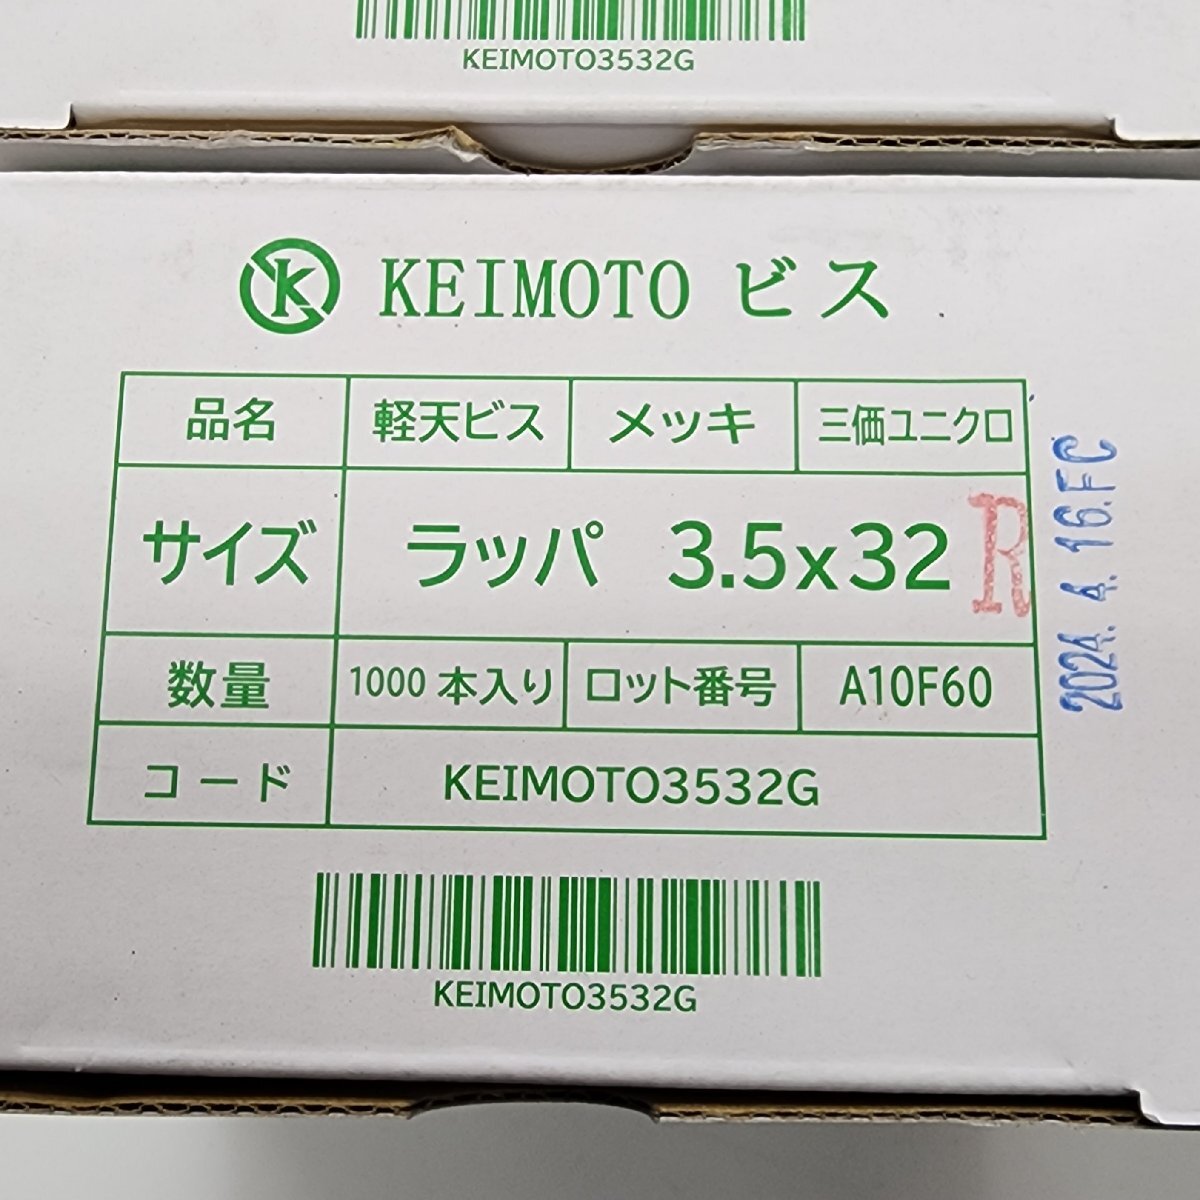 KEIMOTO3532G
K KEIMOTO ビス
品名 軽天ビス メッキ 三価ユニクロ
サイズ ラッパ 3.5x32 R
数量 1000 本入り ロット番号 A10F60
コード KEIMOTO3532G
2024.4.16.FC
KEIMOTO3532G